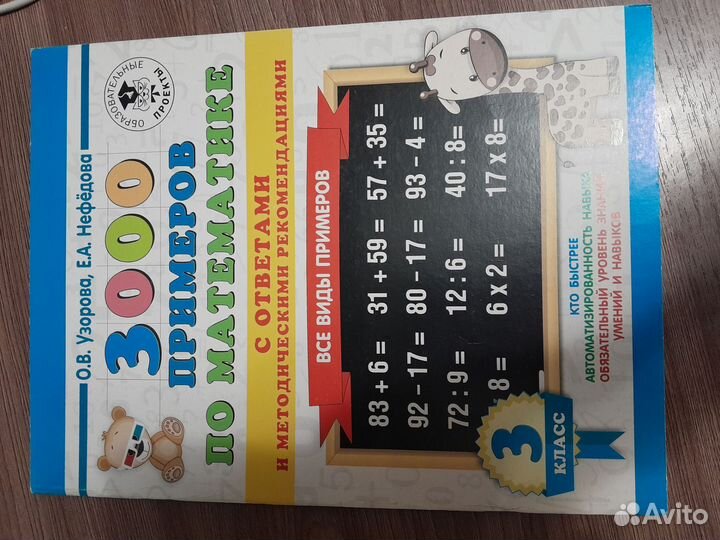 О.В. Узорова, Е.А. Нефёдова
ОБРАЗОВАТЕЛЬНЫЕ
ПРОЕКТЫ
3000
ПРИМЕРОВ
ПО МАТЕМАТИКЕ
С ОТВЕТАМИ
И МЕТОДИЧЕСКИМИ РЕКОМЕНДАЦИЯМИ
ВСЕ ВИДЫ ПРИМЕРОВ
83 + 6 = 31 + 59 = 57 + 35 =
92 – 17 = 80 – 17 = 93 – 4 =
72 : 9 = 12 : 6 = 40 : 8 =
8 = 6 x 2 = 17 x 8 =
3
КЛАСС
КТО БЫСТРЕЕ
АВТОМАТИЗИРОВАННОСТЬ НАВЫКА
ОБЯЗАТЕЛЬНЫЙ УРОВЕНЬ ЗНАНИЙ,
УМЕНИЙ И НАВЫКОВ
Avito